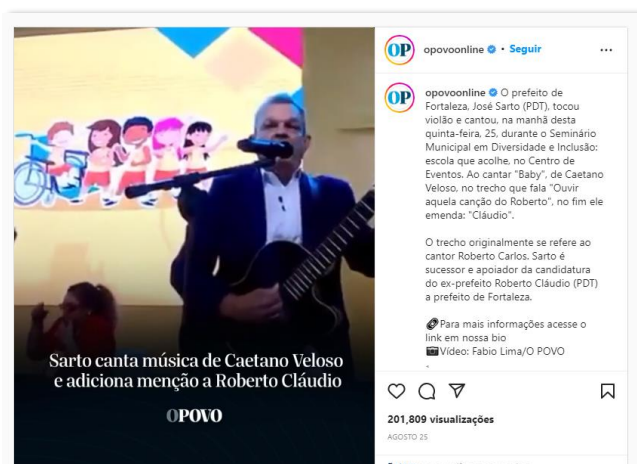 Sarto canta música de Caetano Veloso
e adiciona menção a Roberto Cláudio
OPOVO
OP
opovoonline • Seguir
...
OP
opovoonline O prefeito de
Fortaleza, José Sarto (PDT), tocou
violão e cantou, na manhã desta
quinta-feira, 25, durante o Seminário
Municipal em Diversidade e Inclusão:
escola que acolhe, no Centro de
Eventos. Ao cantar "Baby", de Caetano
Veloso, no trecho que fala "Ouvir
aquela canção do Roberto", no fim ele
emenda: "Cláudio".
O trecho originalmente se refere ao
cantor Roberto Carlos. Sarto é
sucessor e apoiador da candidatura
do ex-prefeito Roberto Cláudio (PDT)
a prefeito de Fortaleza.
Para mais informações acesse o
link em nossa bio
Vídeo: Fabio Lima/O POVO
.
201,809 visualizações
AGOSTO 25